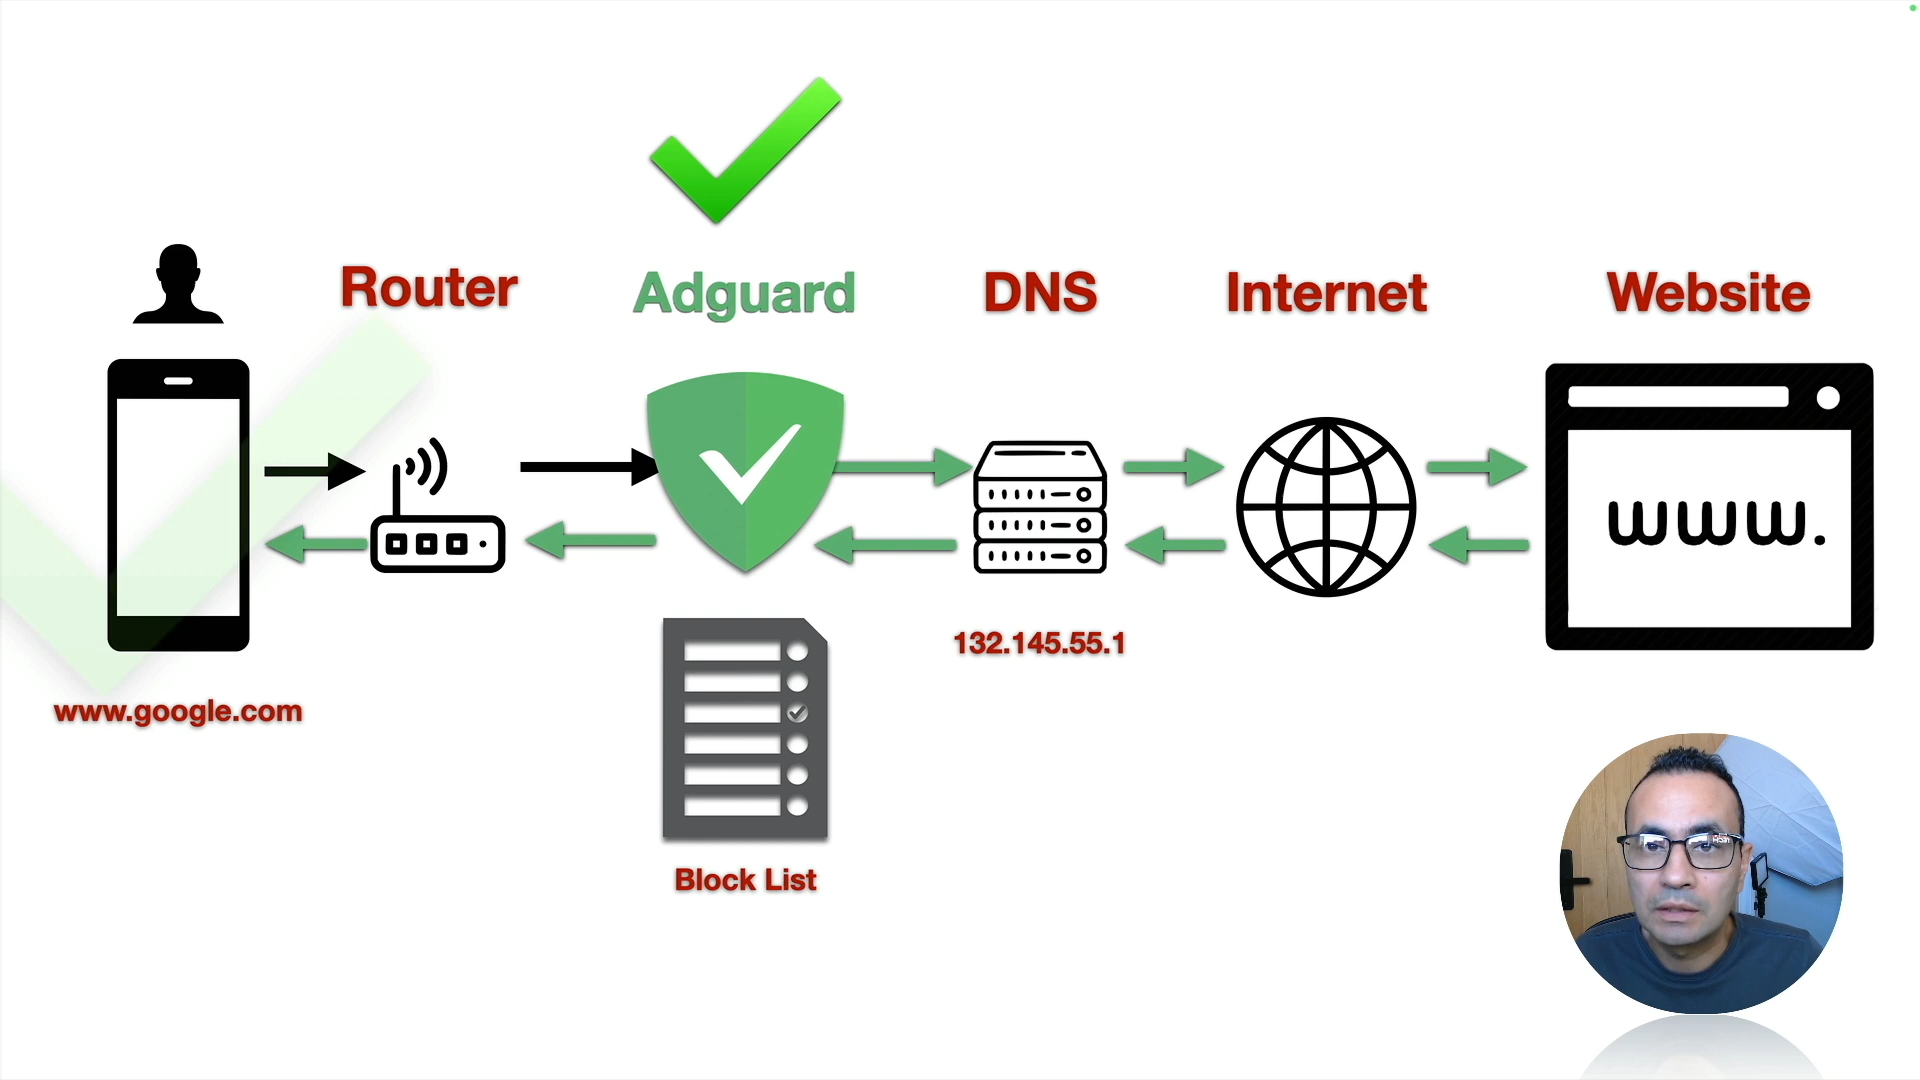 Router
Adguard
DNS
Internet
Website
www.
132.145.55.1
www.google.com
Block List